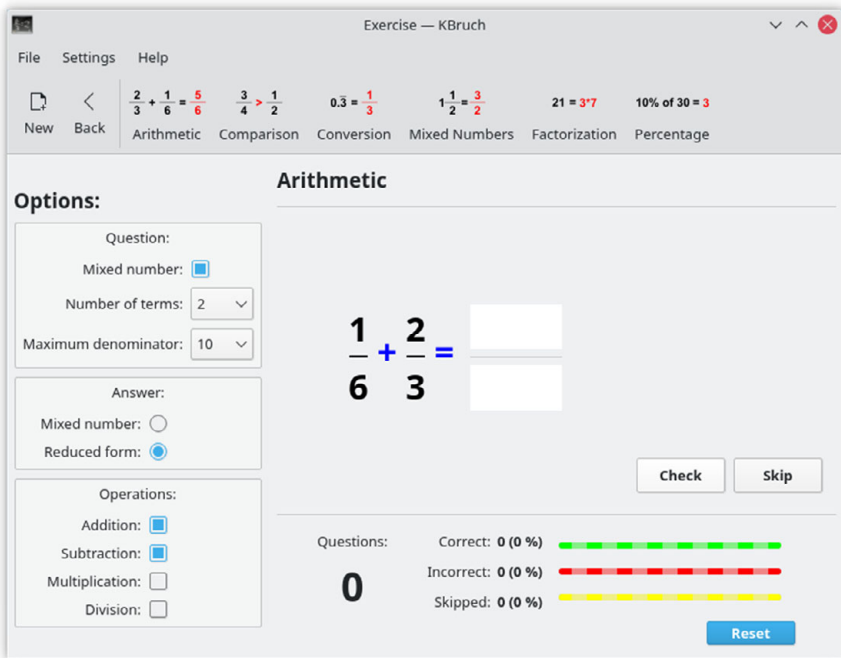 Exercise — KBruch
File Settings Help
New
Back
2/3 + 1/6 = 5/6
Arithmetic
3/4 > 1/2
Comparison
0.3̅ = 1/3
Conversion
1 1/2 = 3/2
Mixed Numbers
21 = 3*7
Factorization
10% of 30 = 3
Percentage
Options:
Question:
Mixed number:
Number of terms: 2
Maximum denominator: 10
Answer:
Mixed number:
Reduced form:
Operations:
Addition:
Subtraction:
Multiplication:
Division:
Arithmetic
1/6 + 2/3 =
Check Skip
Questions:
0
Correct: 0 (0 %)
Incorrect: 0 (0 %)
Skipped: 0 (0 %)
Reset